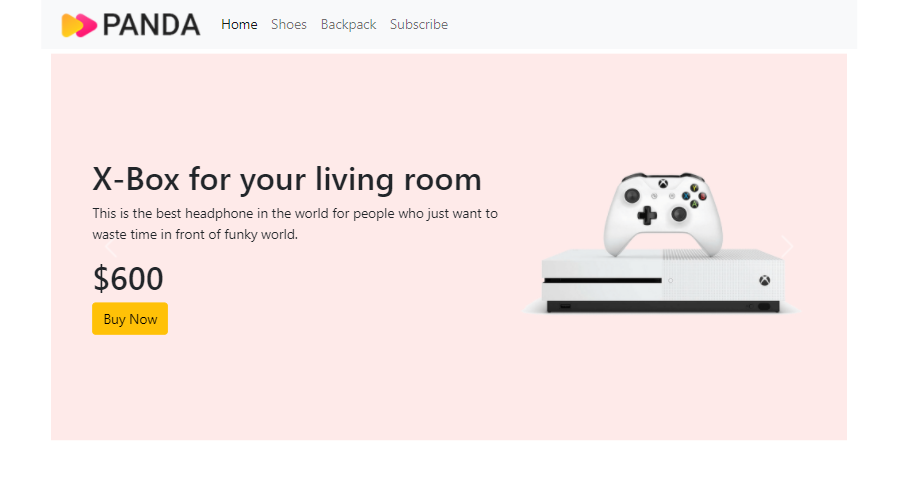 PANDA Home Shoes Backpack Subscribe
X-Box for your living room
This is the best headphone in the world for people who just want to
waste time in front of funky world.
$600
Buy Now